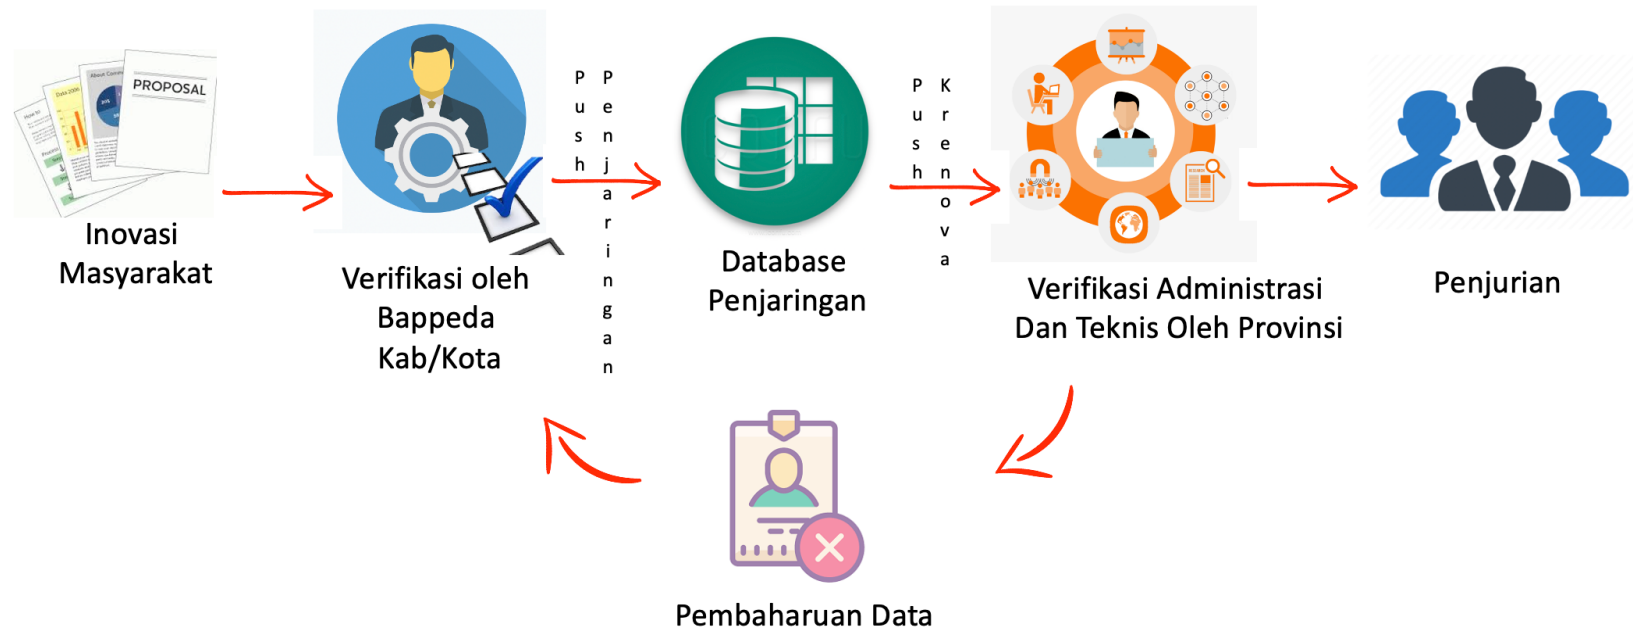 PROPOSAL
Inovasi
Masyarakat
Verifikasi oleh
Bappeda
Kab/Kota
Push
Penjaringan
Database
Penjaringan
Push
Krenova
Verifikasi Administrasi
Dan Teknis Oleh Provinsi
Penjurian
Pembaharuan Data